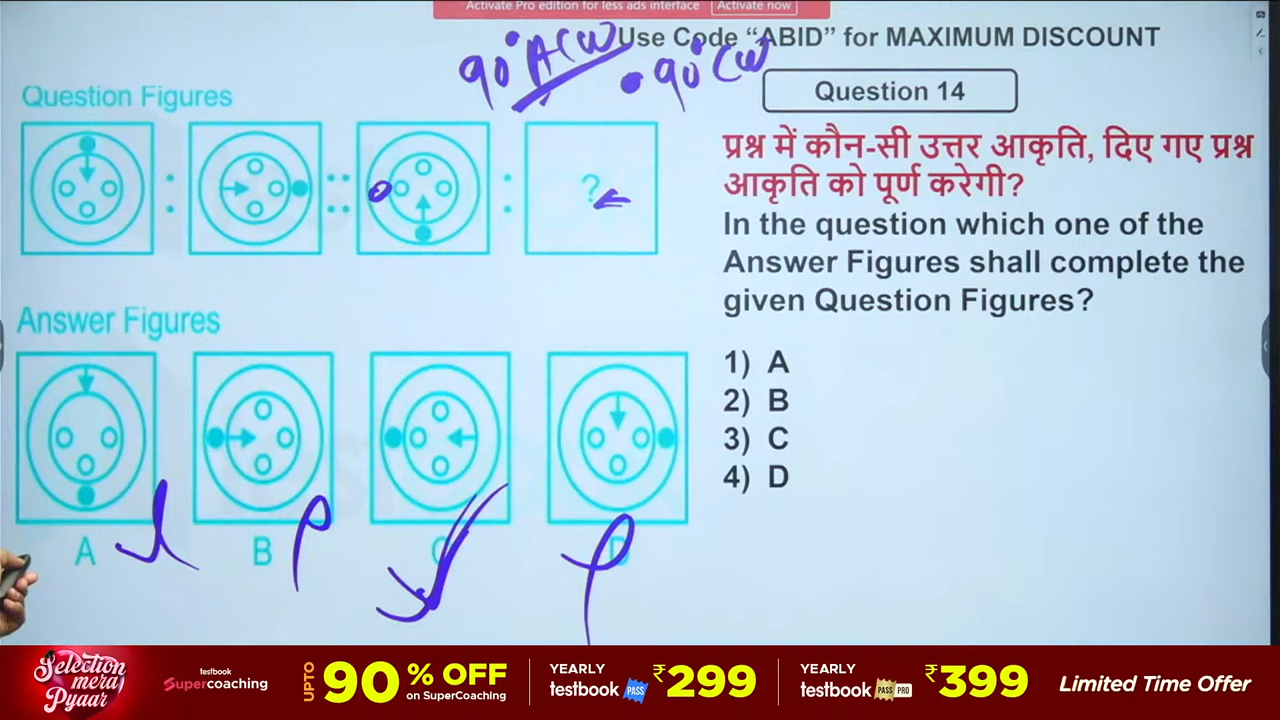 Activate Pro edition for less ads interface Activate now
Use Code “ABID” for MAXIMUM DISCOUNT
90° ACW
90° CW
Question Figures
Question 14
: :: : ?
प्रश्न में कौन-सी उत्तर आकृति, दिए गए प्रश्न
आकृति को पूर्ण करेगी?
In the question which one of the
Answer Figures shall complete the
given Question Figures?
Answer Figures
1) A
2) B
3) C
4) D
A B C D
Selection mera Pyaar
testbook
Supercoaching
UPTO 90% OFF
on SuperCoaching
YEARLY
testbook PASS ₹299
YEARLY
testbook PASS PRO ₹399
Limited Time Offer